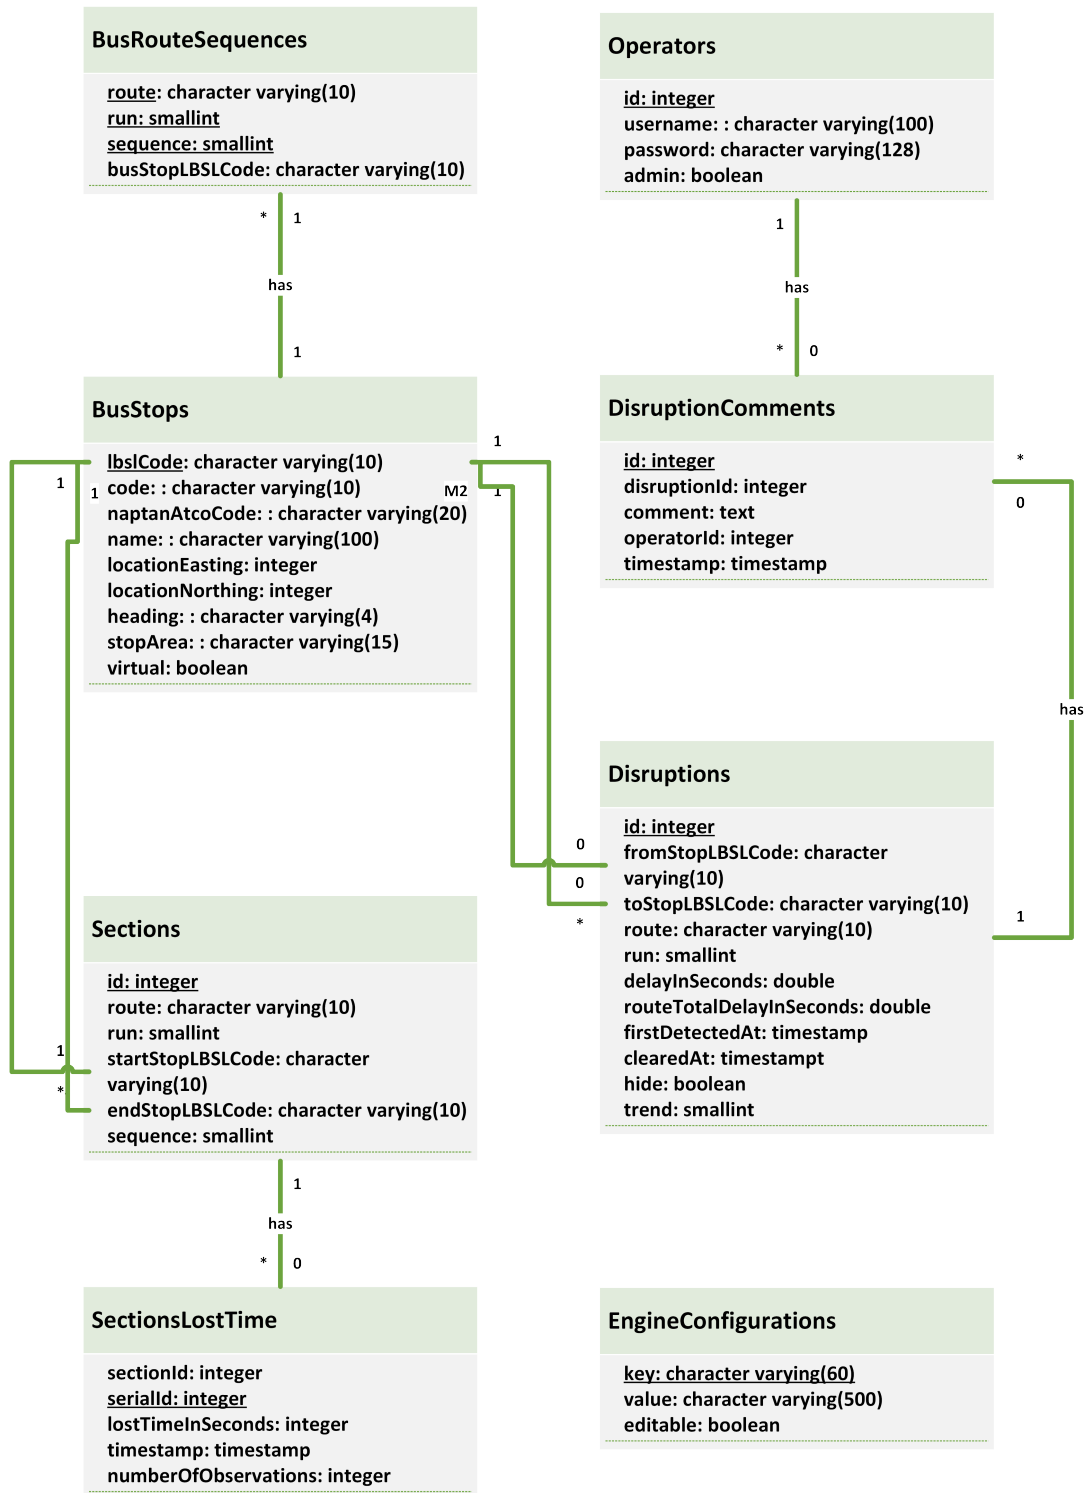 BusRouteSequences
route: character varying(10)
run: smallint
sequence: smallint
busStopLBSLCode: character varying(10)
* 1
has
1
Operators
id: integer
username: : character varying(100)
password: character varying(128)
admin: boolean
1
has
* 0
BusStops
lbslCode: character varying(10)
code: : character varying(10)
naptanAtcoCode: : character varying(20)
name: : character varying(100)
locationEasting: integer
locationNorthing: integer
heading: : character varying(4)
stopArea: : character varying(15)
virtual: boolean
1
1
1
M2 1
DisruptionComments
id: integer
disruptionId: integer
comment: text
operatorId: integer
timestamp: timestamp
*
0
has
1
Disruptions
id: integer
fromStopLBSLCode: character
varying(10)
toStopLBSLCode: character varying(10)
route: character varying(10)
run: smallint
delayInSeconds: double
routeTotalDelayInSeconds: double
firstDetectedAt: timestamp
clearedAt: timestampt
hide: boolean
trend: smallint
0
0
*
Sections
id: integer
route: character varying(10)
run: smallint
startStopLBSLCode: character
varying(10)
endStopLBSLCode: character varying(10)
sequence: smallint
1
*
1
has
* 0
SectionsLostTime
sectionId: integer
serialId: integer
lostTimeInSeconds: integer
timestamp: timestamp
numberOfObservations: integer
EngineConfigurations
key: character varying(60)
value: character varying(500)
editable: boolean